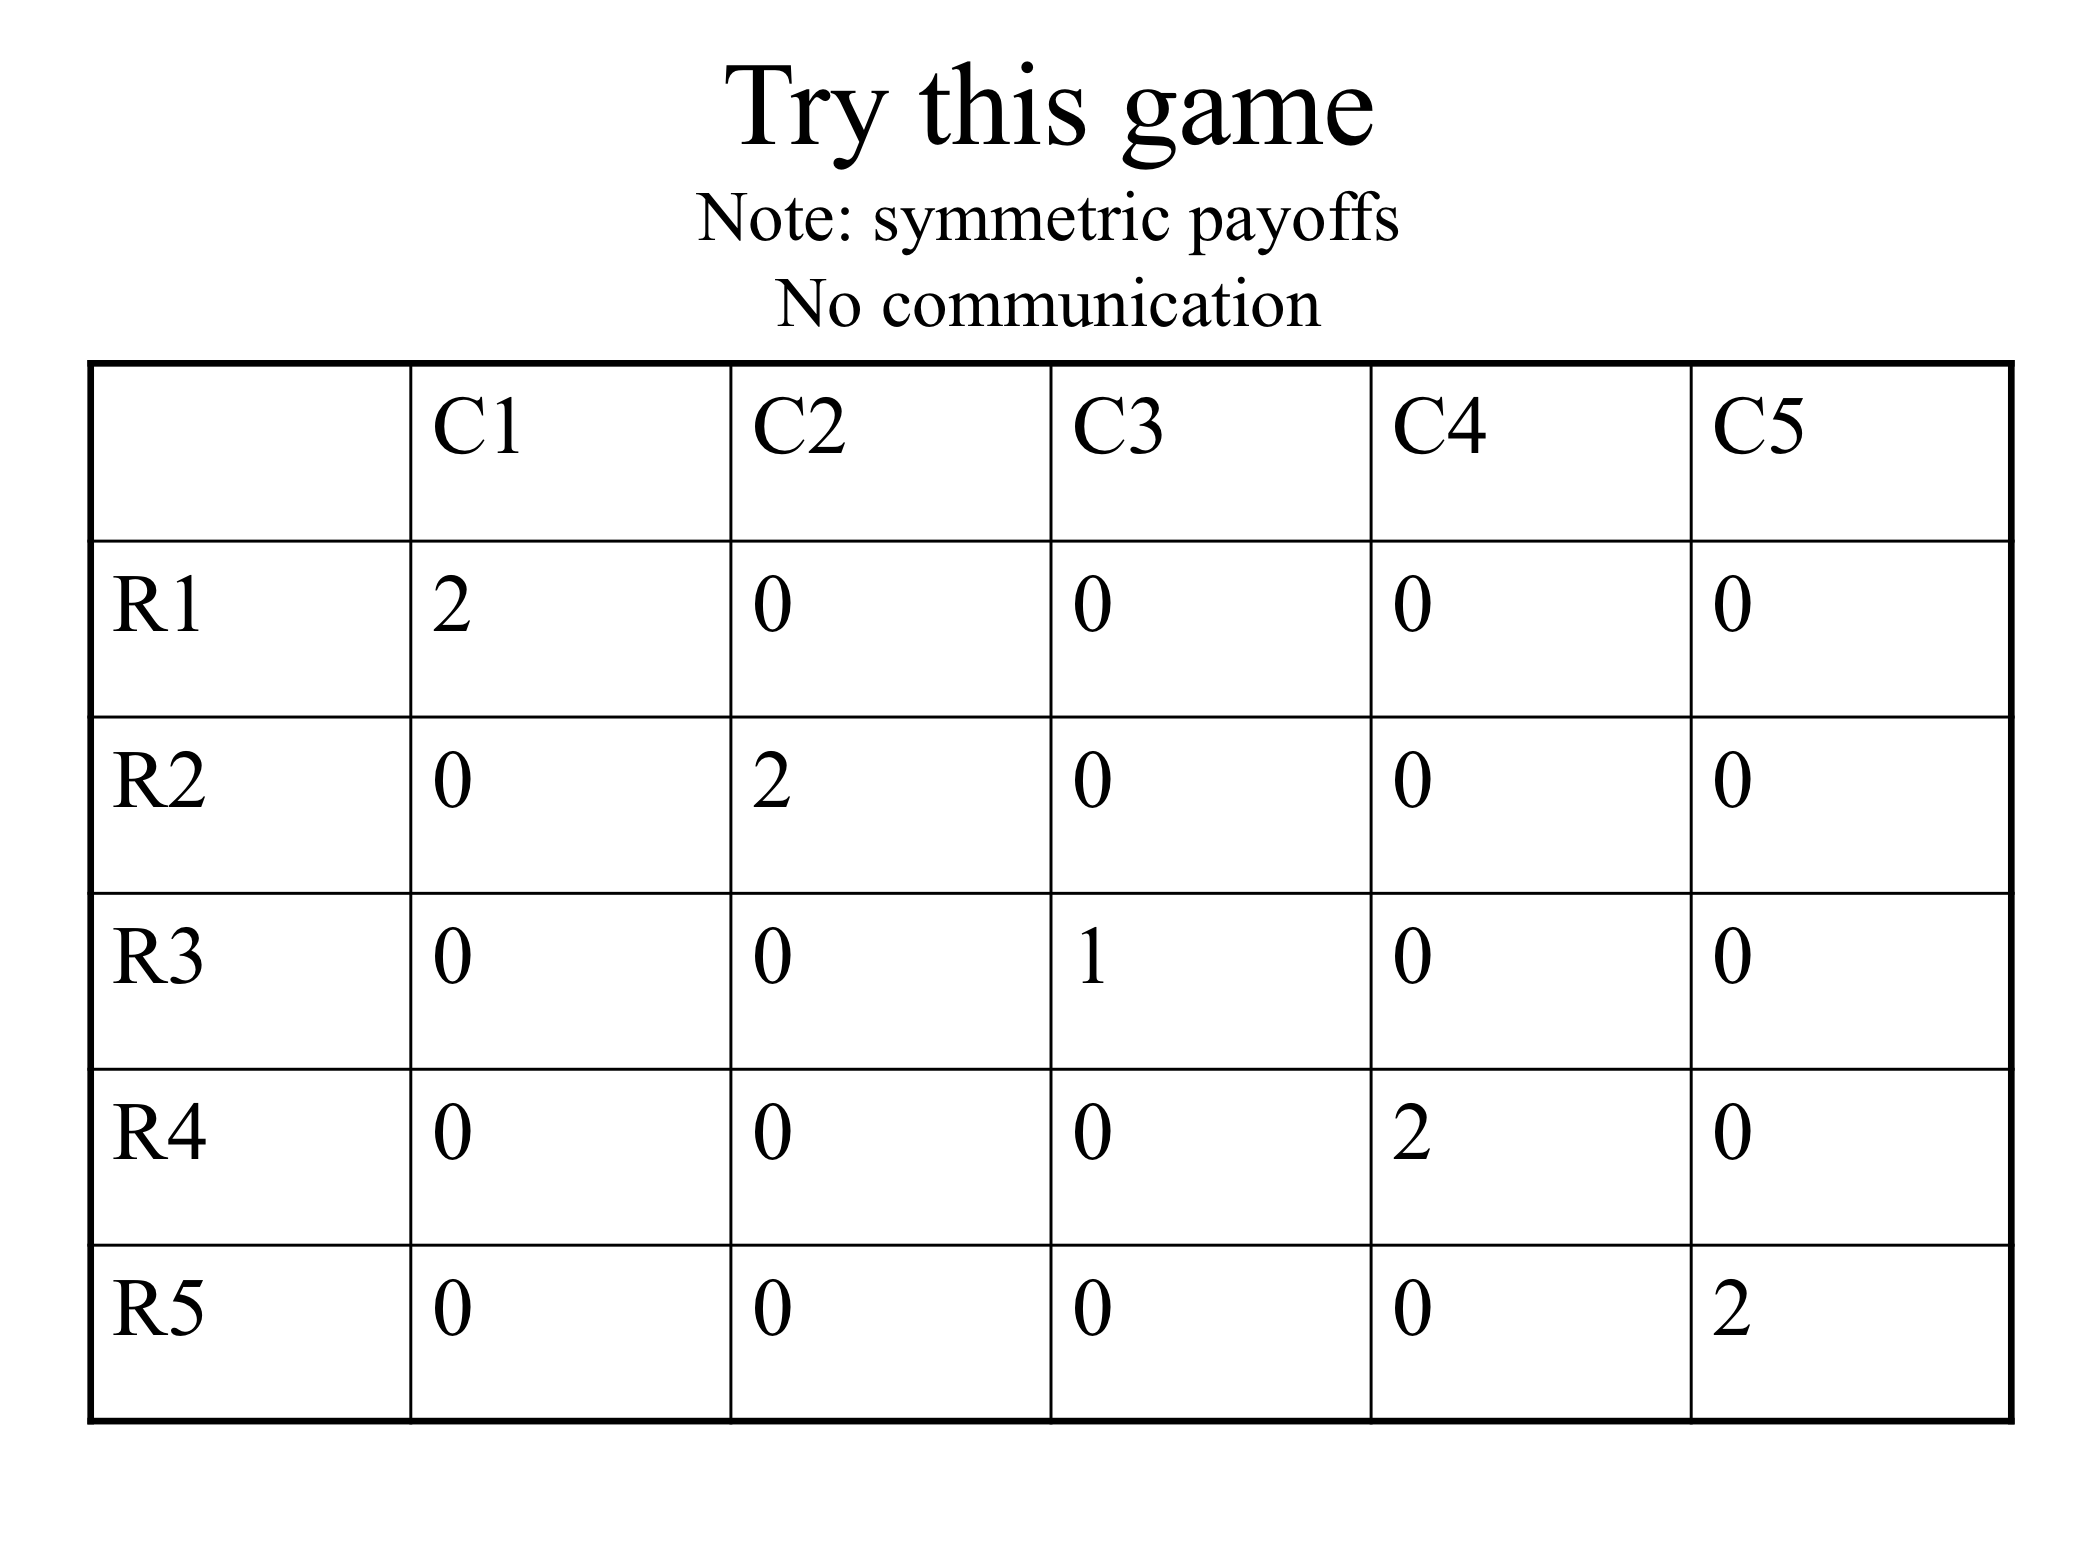 Try this game
Note: symmetric payoffs
No communication
C1 C2 C3 C4 C5
R1 2 0 0 0 0
R2 0 2 0 0 0
R3 0 0 1 0 0
R4 0 0 0 2 0
R5 0 0 0 0 2